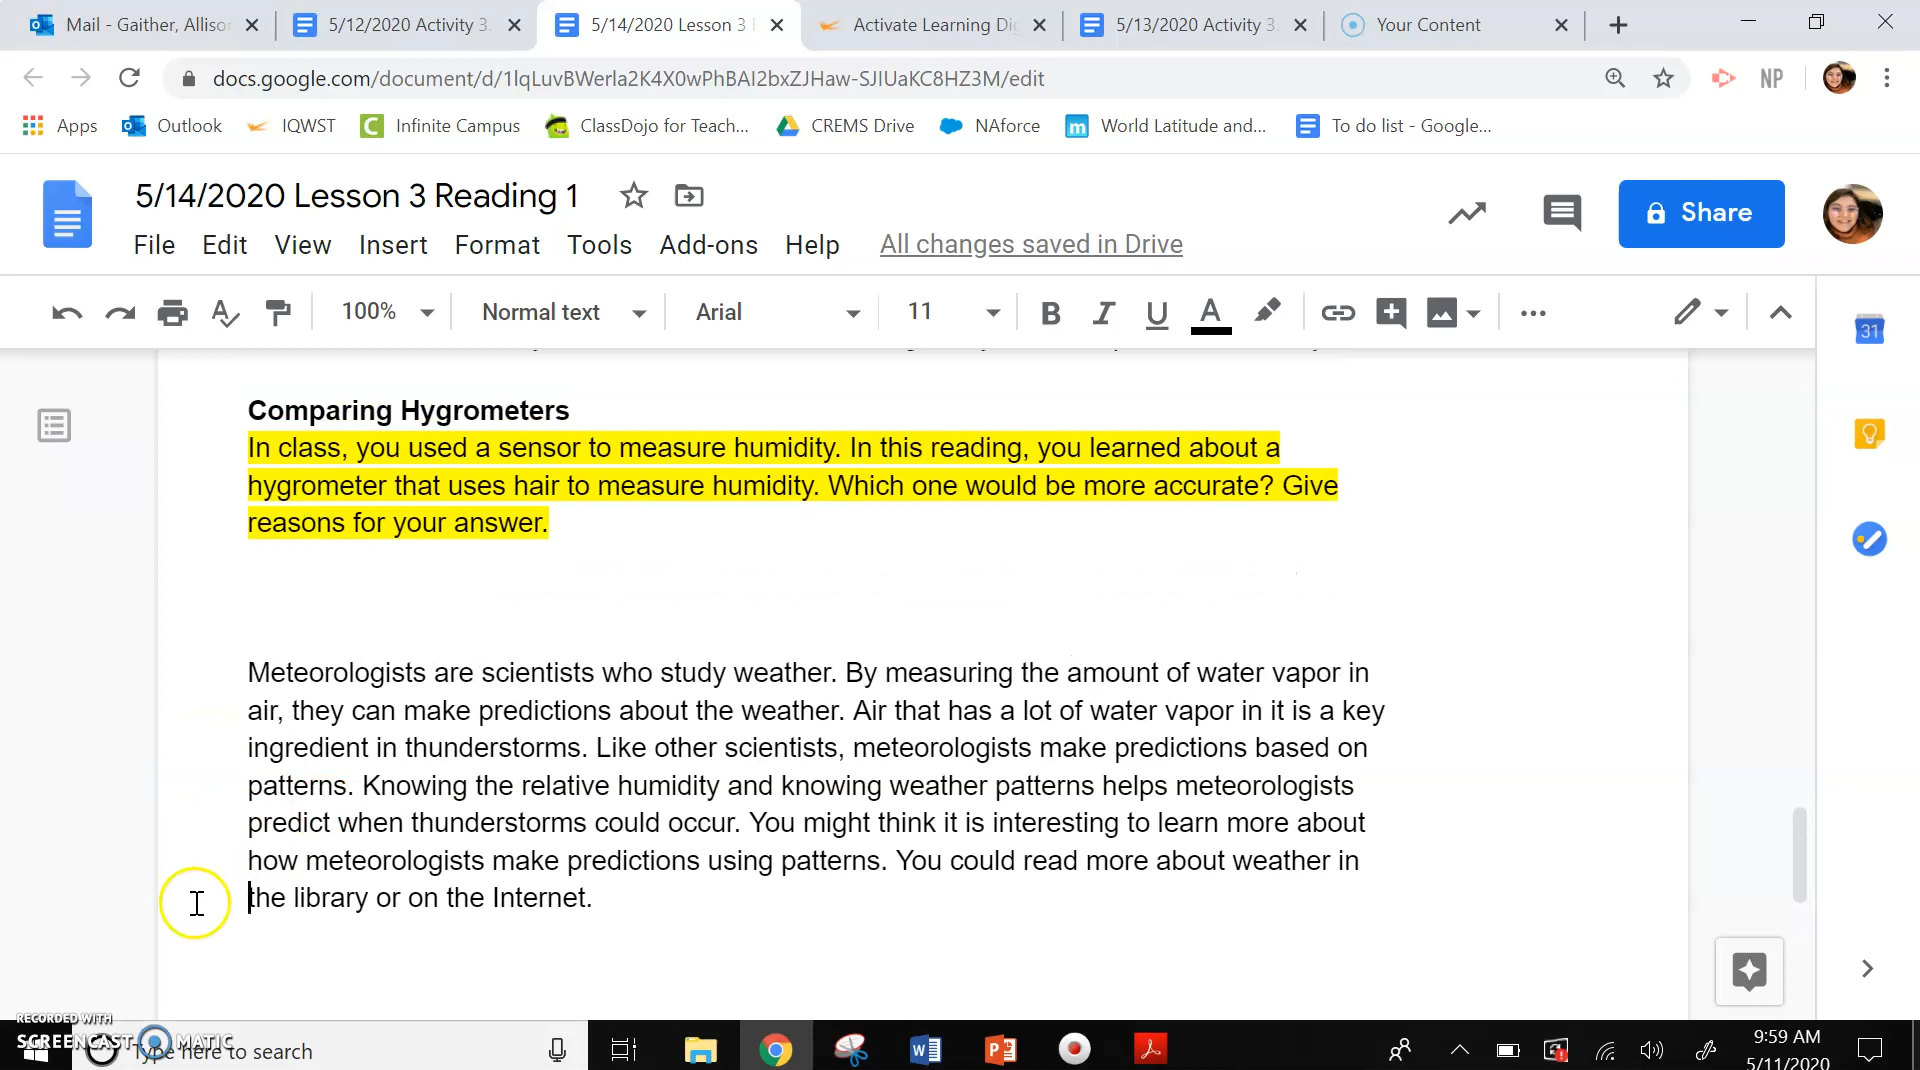 Mail - Gaither, Allison
5/12/2020 Activity 3.
5/14/2020 Lesson 3
Activate Learning Dig
5/13/2020 Activity 3.
Your Content
docs.google.com/document/d/1lqLuvBWerla2K4X0wPhBAI2bxZJHaw-SJIUaKC8HZ3M/edit
NP
Apps
Outlook
IQWST
Infinite Campus
ClassDojo for Teach...
CREMS Drive
NAforce
World Latitude and...
To do list - Google...
5/14/2020 Lesson 3 Reading 1
Share
File Edit View Insert Format Tools Add-ons Help All changes saved in Drive
100% Normal text Arial 11 B I U A
31
Comparing Hygrometers
In class, you used a sensor to measure humidity. In this reading, you learned about a
hygrometer that uses hair to measure humidity. Which one would be more accurate? Give
reasons for your answer.
Meteorologists are scientists who study weather. By measuring the amount of water vapor in
air, they can make predictions about the weather. Air that has a lot of water vapor in it is a key
ingredient in thunderstorms. Like other scientists, meteorologists make predictions based on
patterns. Knowing the relative humidity and knowing weather patterns helps meteorologists
predict when thunderstorms could occur. You might think it is interesting to learn more about
how meteorologists make predictions using patterns. You could read more about weather in
the library or on the Internet.
RECORDED WITH
SCREENCAST MATIC
Type here to search
9:59 AM
5/11/2020